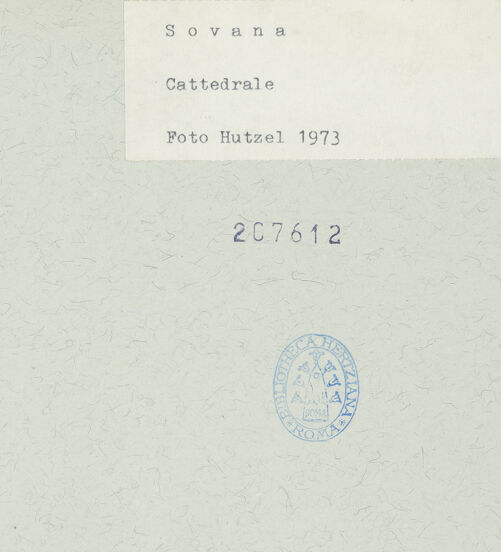 S o v a n a
Cattedrale
Foto Hutzel 1973
207612
BIBLIOTHECA HERTZIANA
ROMA